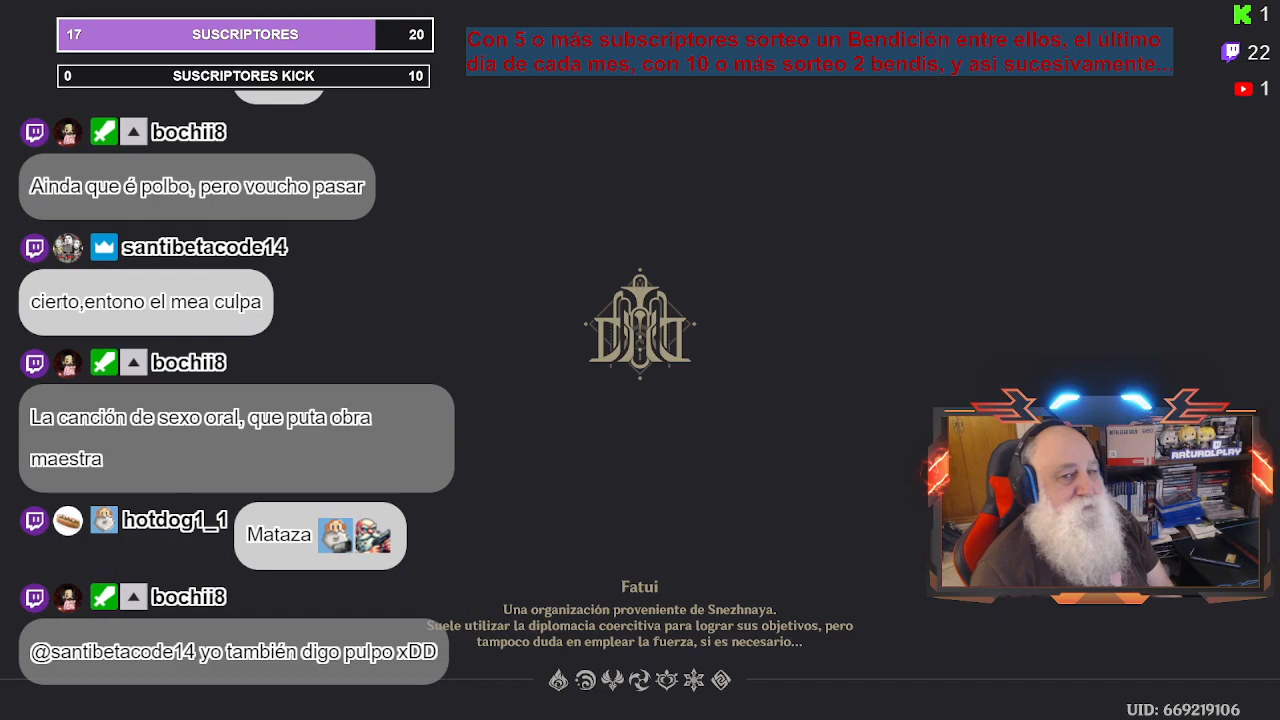 17 SUSCRIPTORES 20
0 SUSCRIPTORES KICK 10
Con 5 o más subscriptores sorteo un Bendición entre ellos, el último
dia de cada mes, con 10 o más sorteo 2 bendis, y asi sucesivamente...
1
22
1
bochii8
Ainda que é polbo, pero voucho pasar
santibetacode14
cierto,entono el mea culpa
bochii8
La canción de sexo oral, que puta obra
maestra
hotdog1_1
Mataza
bochii8
@santibetacode14 yo también digo pulpo xDD
ARTUROLPLAY
Fatui
Una organización proveniente de Snezhnaya.
Suele utilizar la diplomacia coercitiva para lograr sus objetivos, pero
tampoco duda en emplear la fuerza, si es necesario...
UID: 669219106